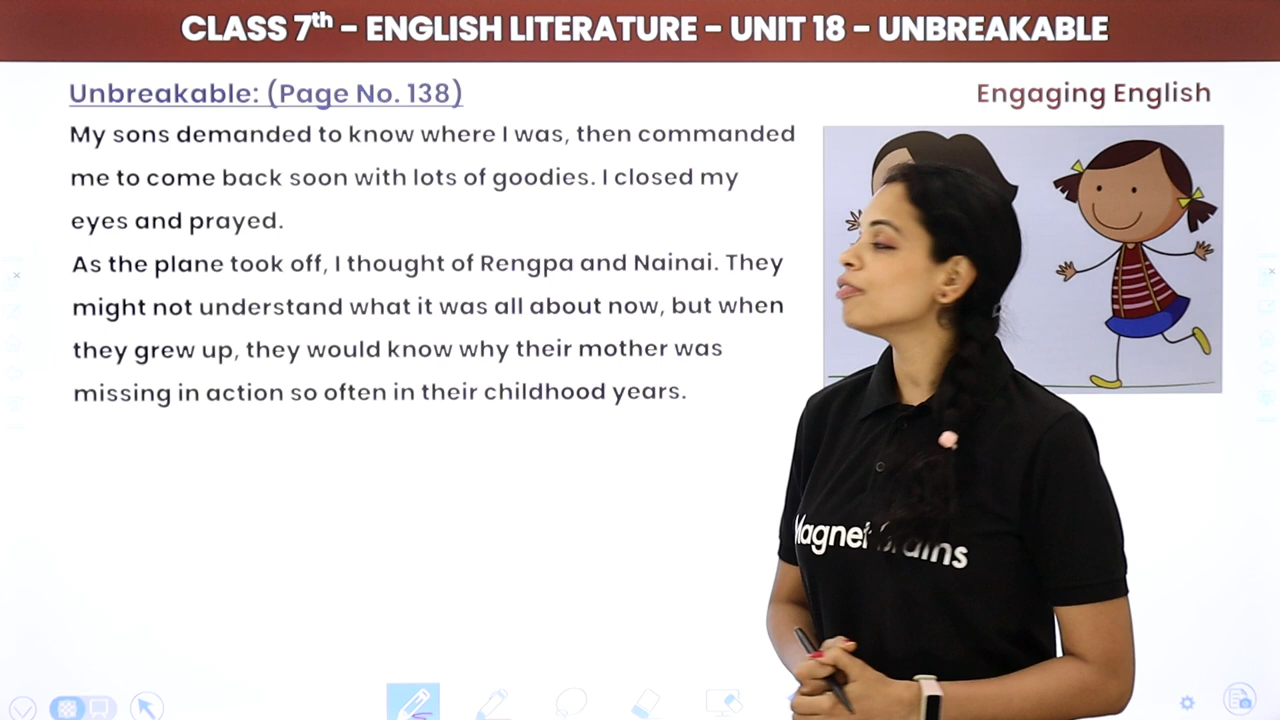 CLASS 7th - ENGLISH LITERATURE - UNIT 18 - UNBREAKABLE
Unbreakable: (Page No. 138)
Engaging English
My sons demanded to know where I was, then commanded
me to come back soon with lots of goodies. I closed my
eyes and prayed.
As the plane took off, I thought of Rengpa and Nainai. They
might not understand what it was all about now, but when
they grew up, they would know why their mother was
missing in action so often in their childhood years.
Magnet Brains